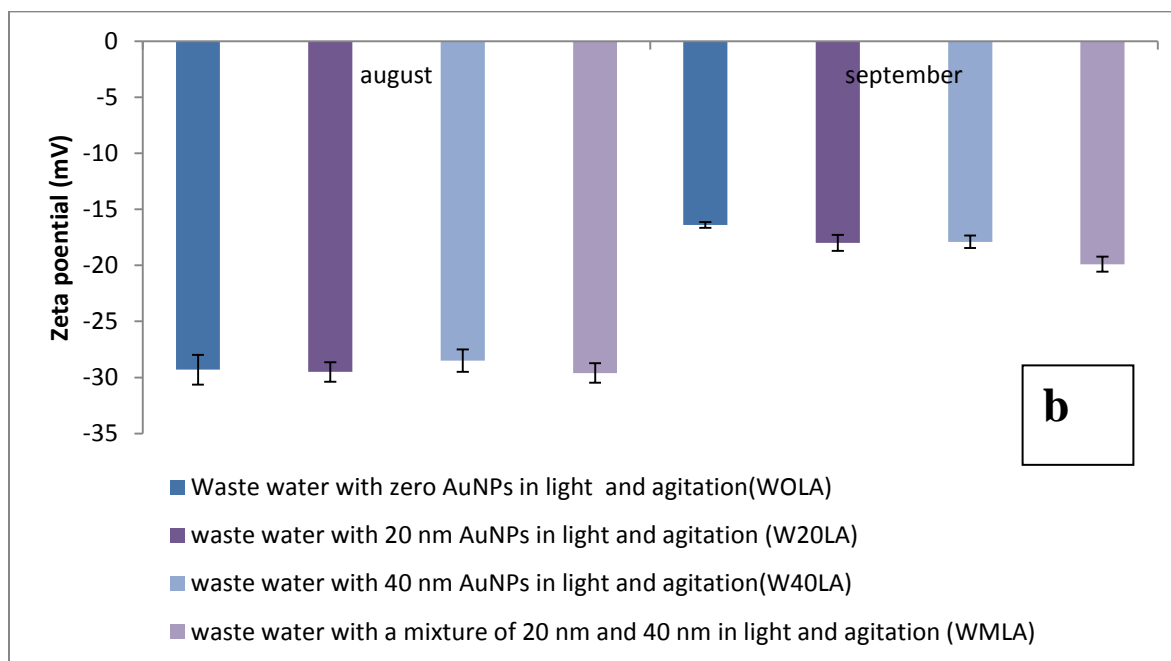 0
-5
-10
-15
-20
-25
-30
-35
Zeta poential (mV)
august
september
b
Waste water with zero AuNPs in light and agitation(WOLA)
waste water with 20 nm AuNPs in light and agitation (W20LA)
waste water with 40 nm AuNPs in light and agitation(W40LA)
waste water with a mixture of 20 nm and 40 nm in light and agitation (WMLA)